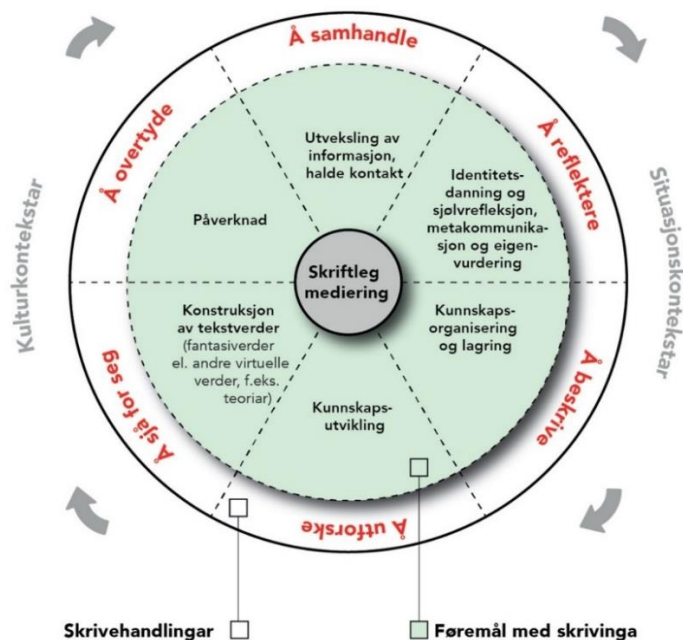 Å samhandle
Å reflektere
Å beskrive
Å utforske
Å sjå for seg
Å overtyde
Kulturkontekstar
Situasjonskontekstar
Utveksling av
informasjon,
halde kontakt
Identitets-
danning og
sjølvrefleksjon,
metakommunika-
sjon og eigen-
vurdering
Kunnskaps-
organisering
og lagring
Kunnskaps-
utvikling
Konstruksjon
av tekstverder
(fantasiverder
el. andre virtuelle
verder, f.eks.
teoriar)
Påverknad
Skriftleg
mediering
Skrivehandlingar
Føremål med skrivinga